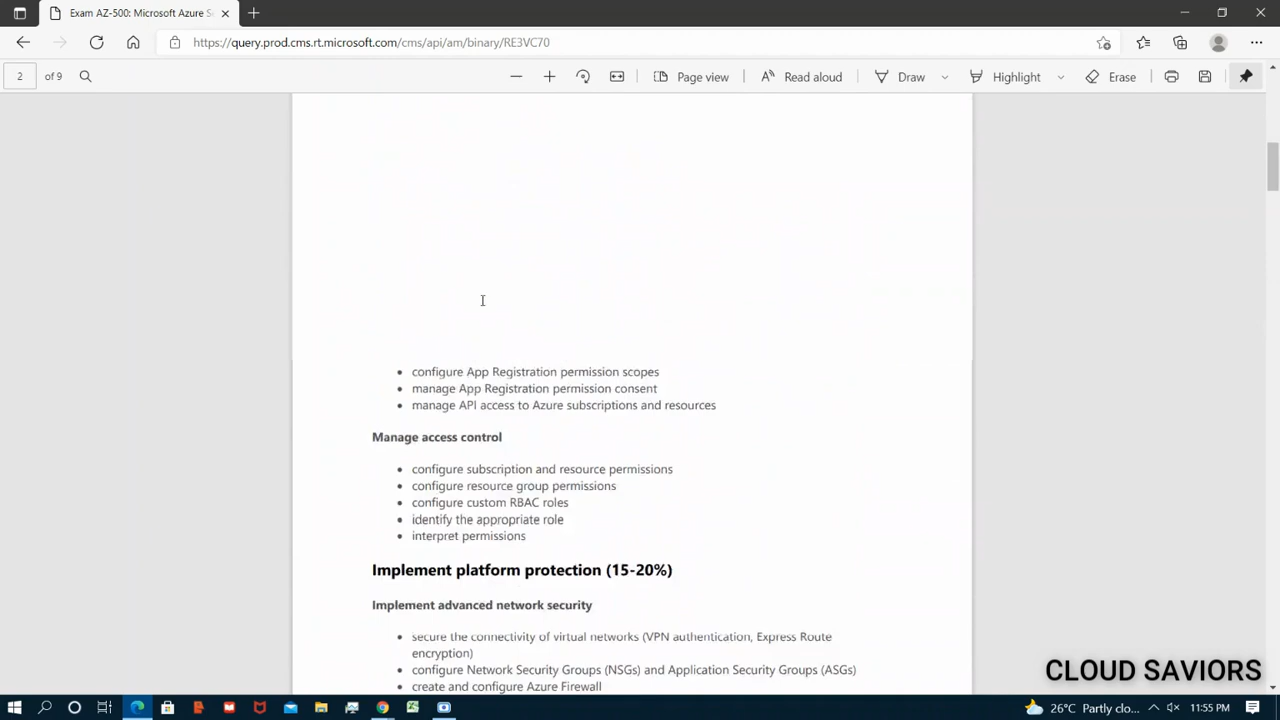 Exam AZ-500: Microsoft Azure S
https://query.prod.cms.rt.microsoft.com/cms/api/am/binary/RE3VC70
2 of 9
Page view
Read aloud
Draw
Highlight
Erase
• configure App Registration permission scopes
• manage App Registration permission consent
• manage API access to Azure subscriptions and resources
Manage access control
• configure subscription and resource permissions
• configure resource group permissions
• configure custom RBAC roles
• identify the appropriate role
• interpret permissions
Implement platform protection (15-20%)
Implement advanced network security
• secure the connectivity of virtual networks (VPN authentication, Express Route
encryption)
• configure Network Security Groups (NSGs) and Application Security Groups (ASGs)
• create and configure Azure Firewall
CLOUD SAVIORS
26°C Partly clo...
11:55 PM